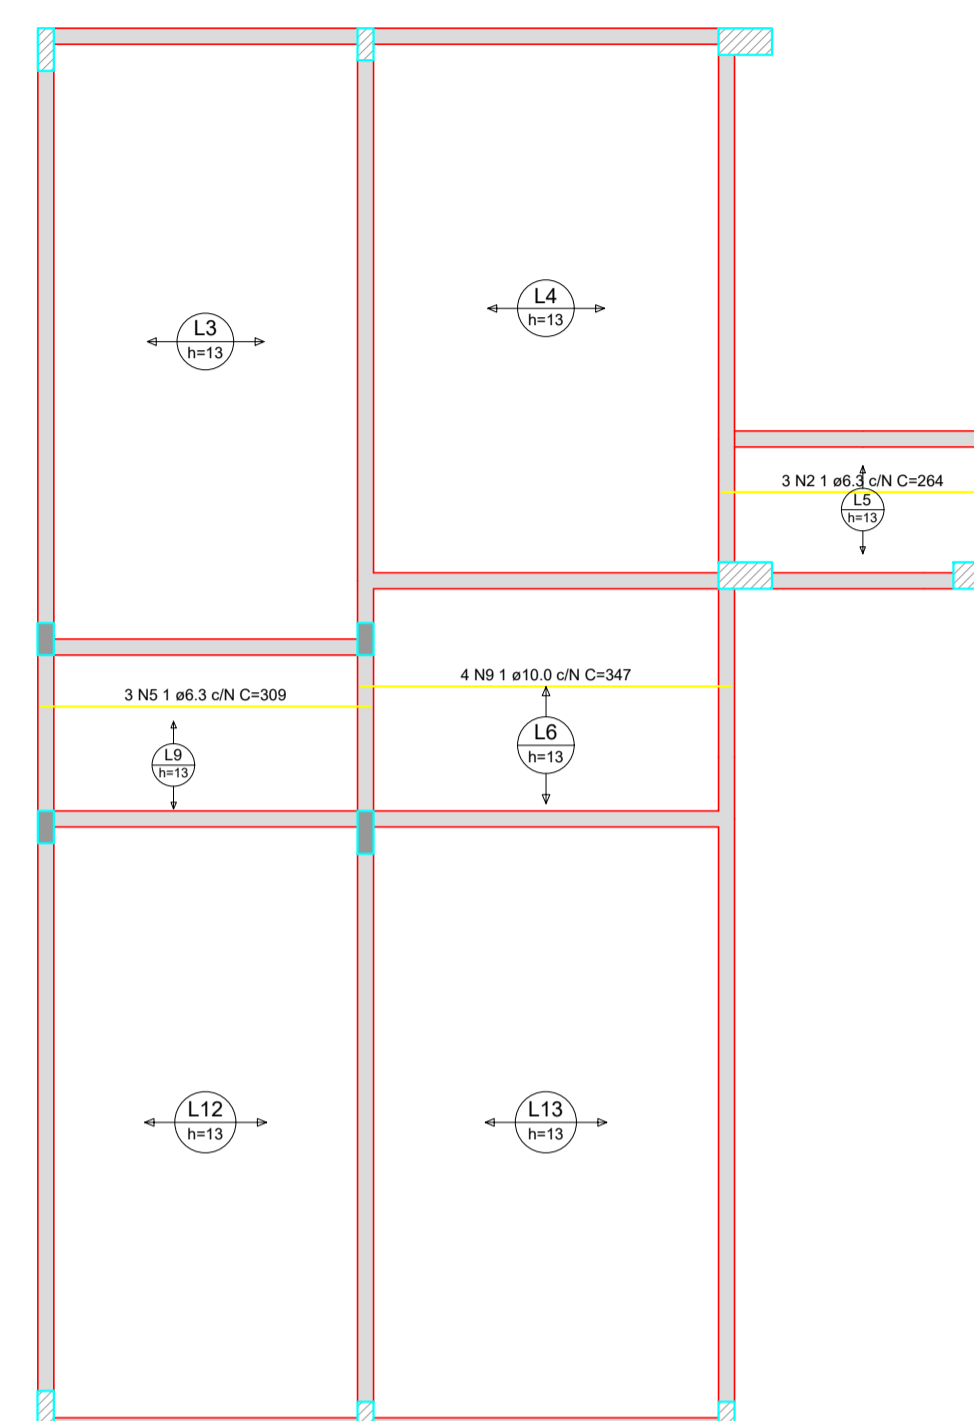 L4
h=13
L3
h=13
3 N2 1 ø6.3 c/N C=264
L5
h=13
4 N9 1 ø10.0 c/N C=347
3 N5 1 ø6.3 c/N C=309
L6
h=13
L9
h=13
L12
h=13
L13
h=13